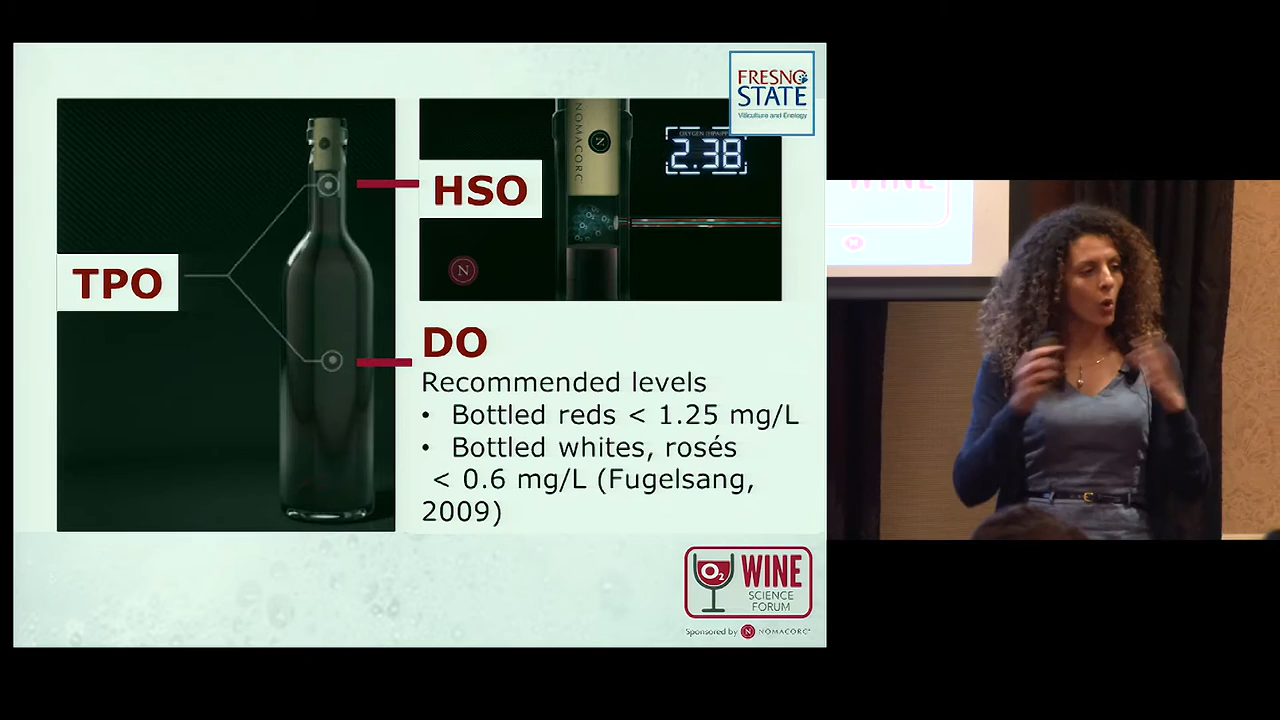 FRESNO
STATE
Viticulture and Enology
NOMACORC
N
2.38
HSO
TPO
N
DO
Recommended levels
• Bottled reds < 1.25 mg/L
• Bottled whites, rosés
< 0.6 mg/L (Fugelsang,
2009)
O2 WINE
SCIENCE
FORUM
Sponsored by N NOMACORC
WINE